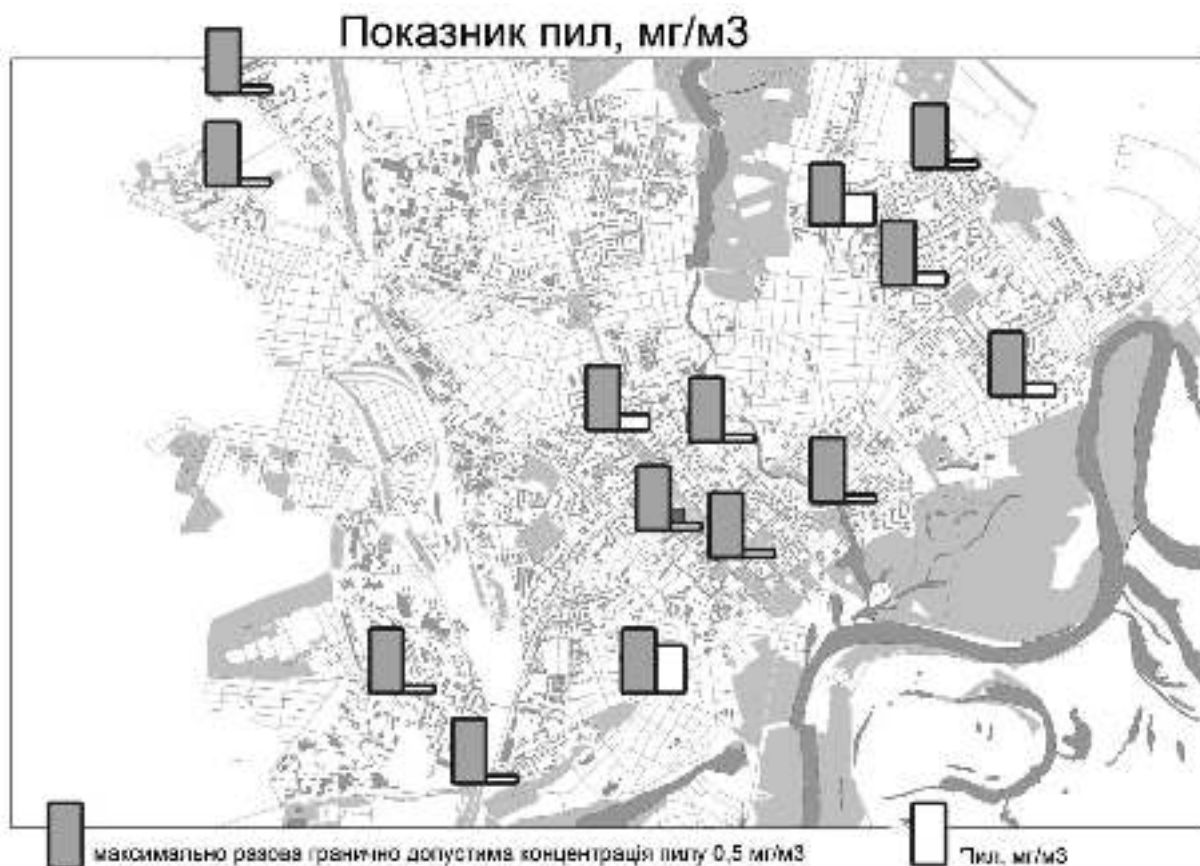 Показник пил, мг/м3
максимально разова гранично допустима концентрація пилу 0,5 мг/м3
Пил, мг/м3